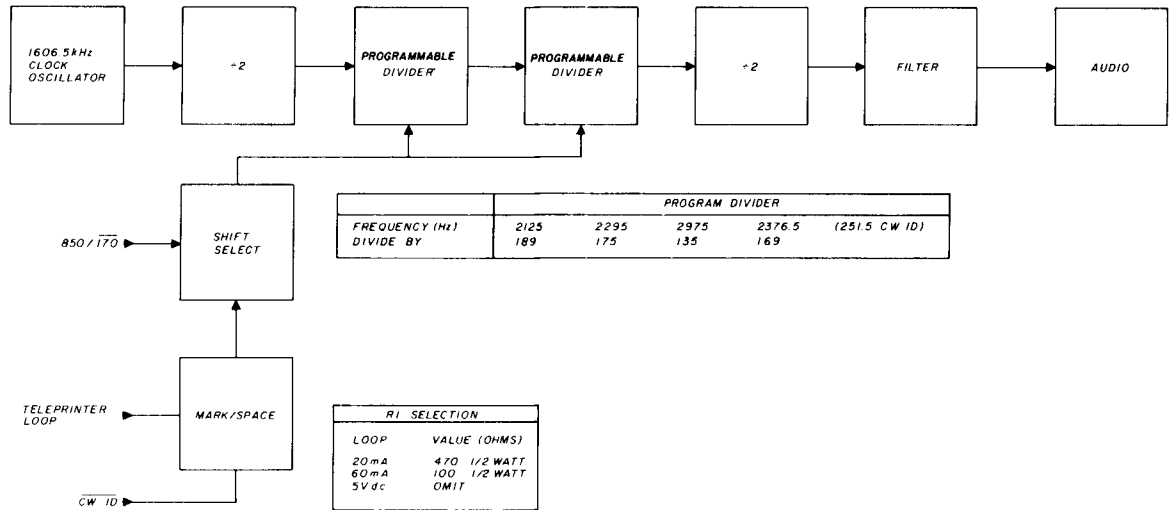 1606.5kHz
CLOCK
OSCILLATOR
÷2
PROGRAMMABLE
DIVIDER
PROGRAMMABLE
DIVIDER
÷2
FILTER
AUDIO
850/170
SHIFT
SELECT
PROGRAM DIVIDER
FREQUENCY (Hz) 2125 2295 2975 2376.5 (251.5 CW ID)
DIVIDE BY 189 175 135 169
TELEPRINTER
LOOP
MARK/SPACE
CW ID
R1 SELECTION
LOOP VALUE (OHMS)
20mA 470 1/2 WATT
60mA 100 1/2 WATT
5Vdc OMIT